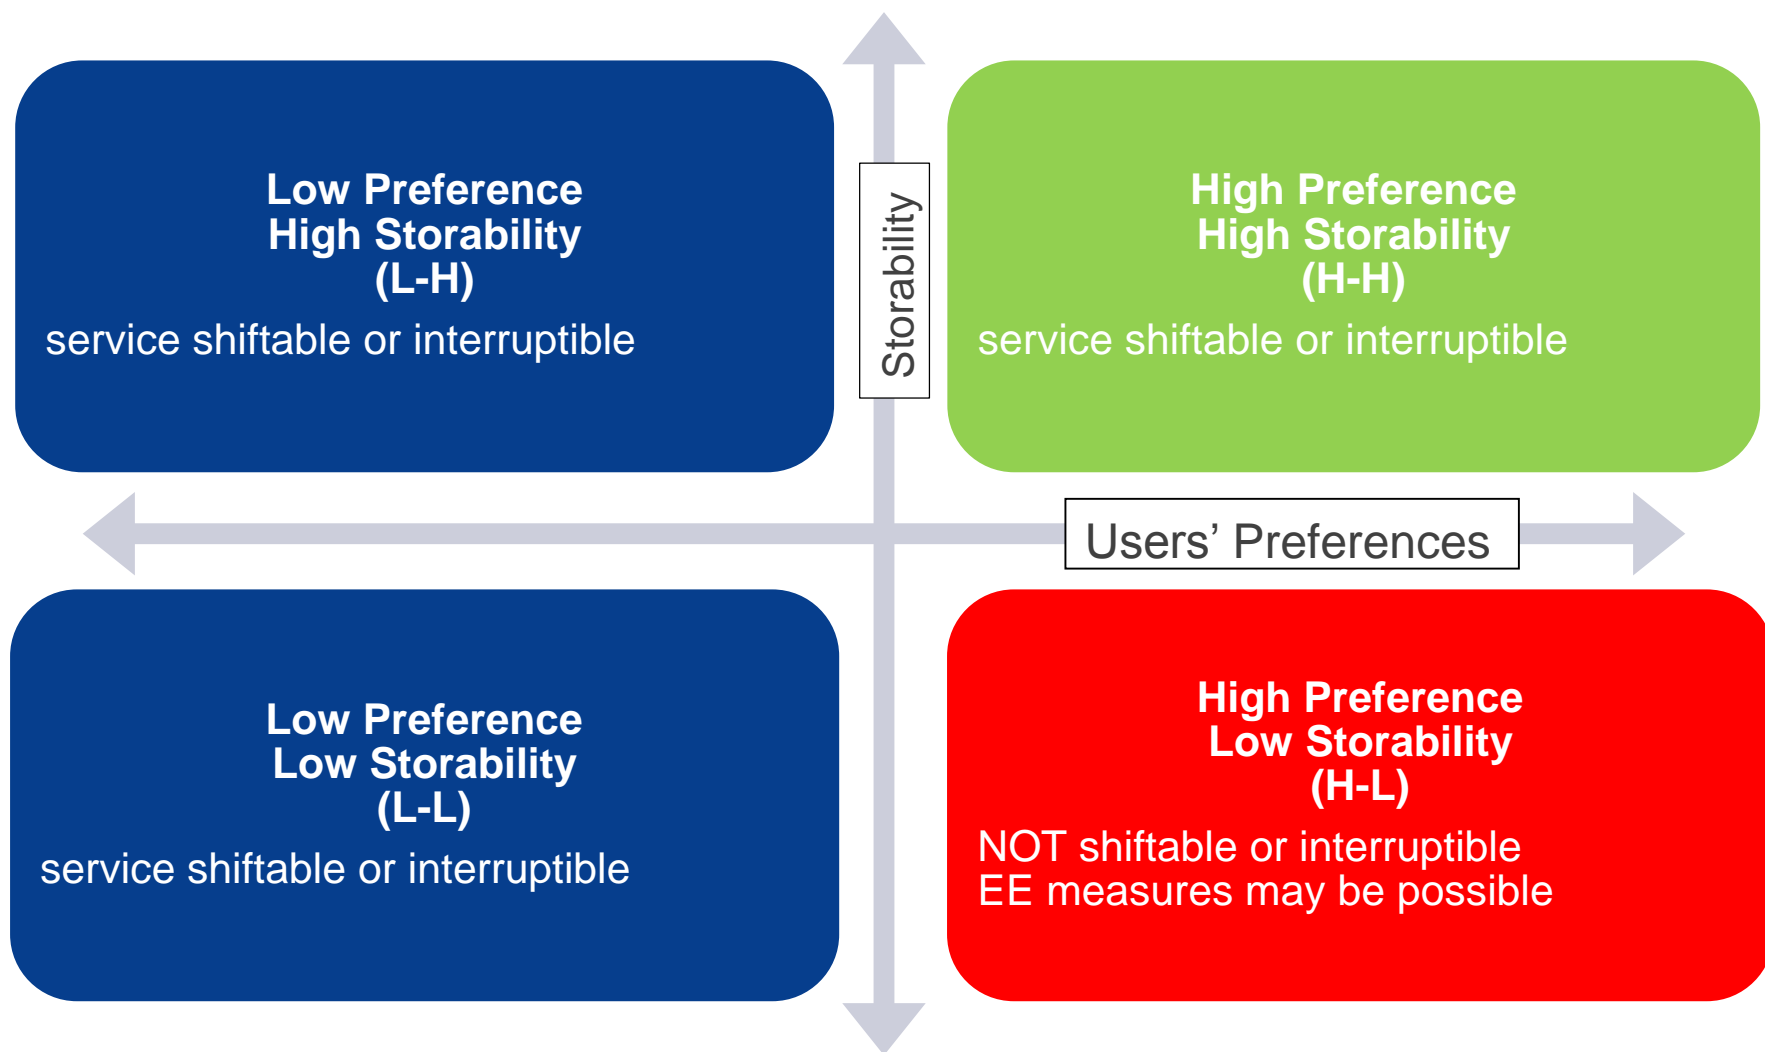 Low Preference
High Storability
(L-H)
service shiftable or interruptible
Storability
High Preference
High Storability
(H-H)
service shiftable or interruptible
Users’ Preferences
Low Preference
Low Storability
(L-L)
service shiftable or interruptible
High Preference
Low Storability
(H-L)
NOT shiftable or interruptible
EE measures may be possible